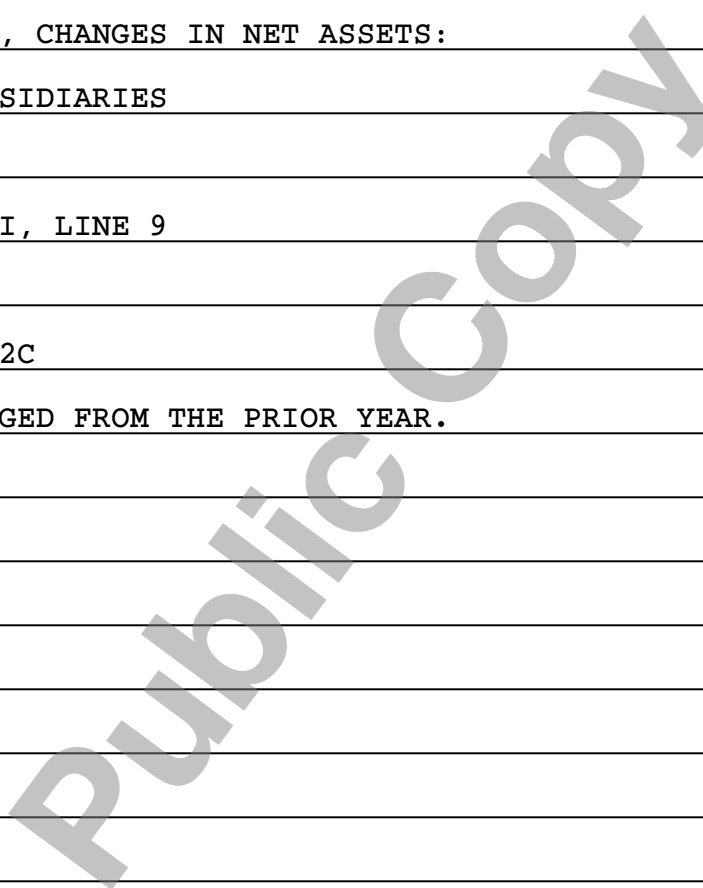 , CHANGES IN NET ASSETS:
SIDIARIES
I, LINE 9
2C
GED FROM THE PRIOR YEAR.
Public Copy